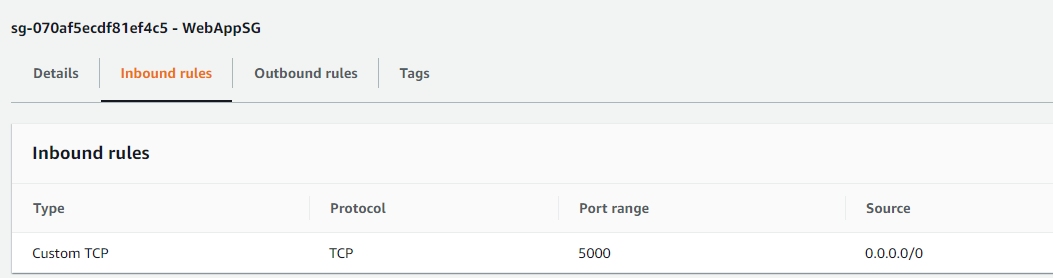 sg-070af5ecdf81ef4c5 - WebAppSG
Details Inbound rules Outbound rules Tags
Inbound rules
Type Protocol Port range Source
Custom TCP TCP 5000 0.0.0.0/0